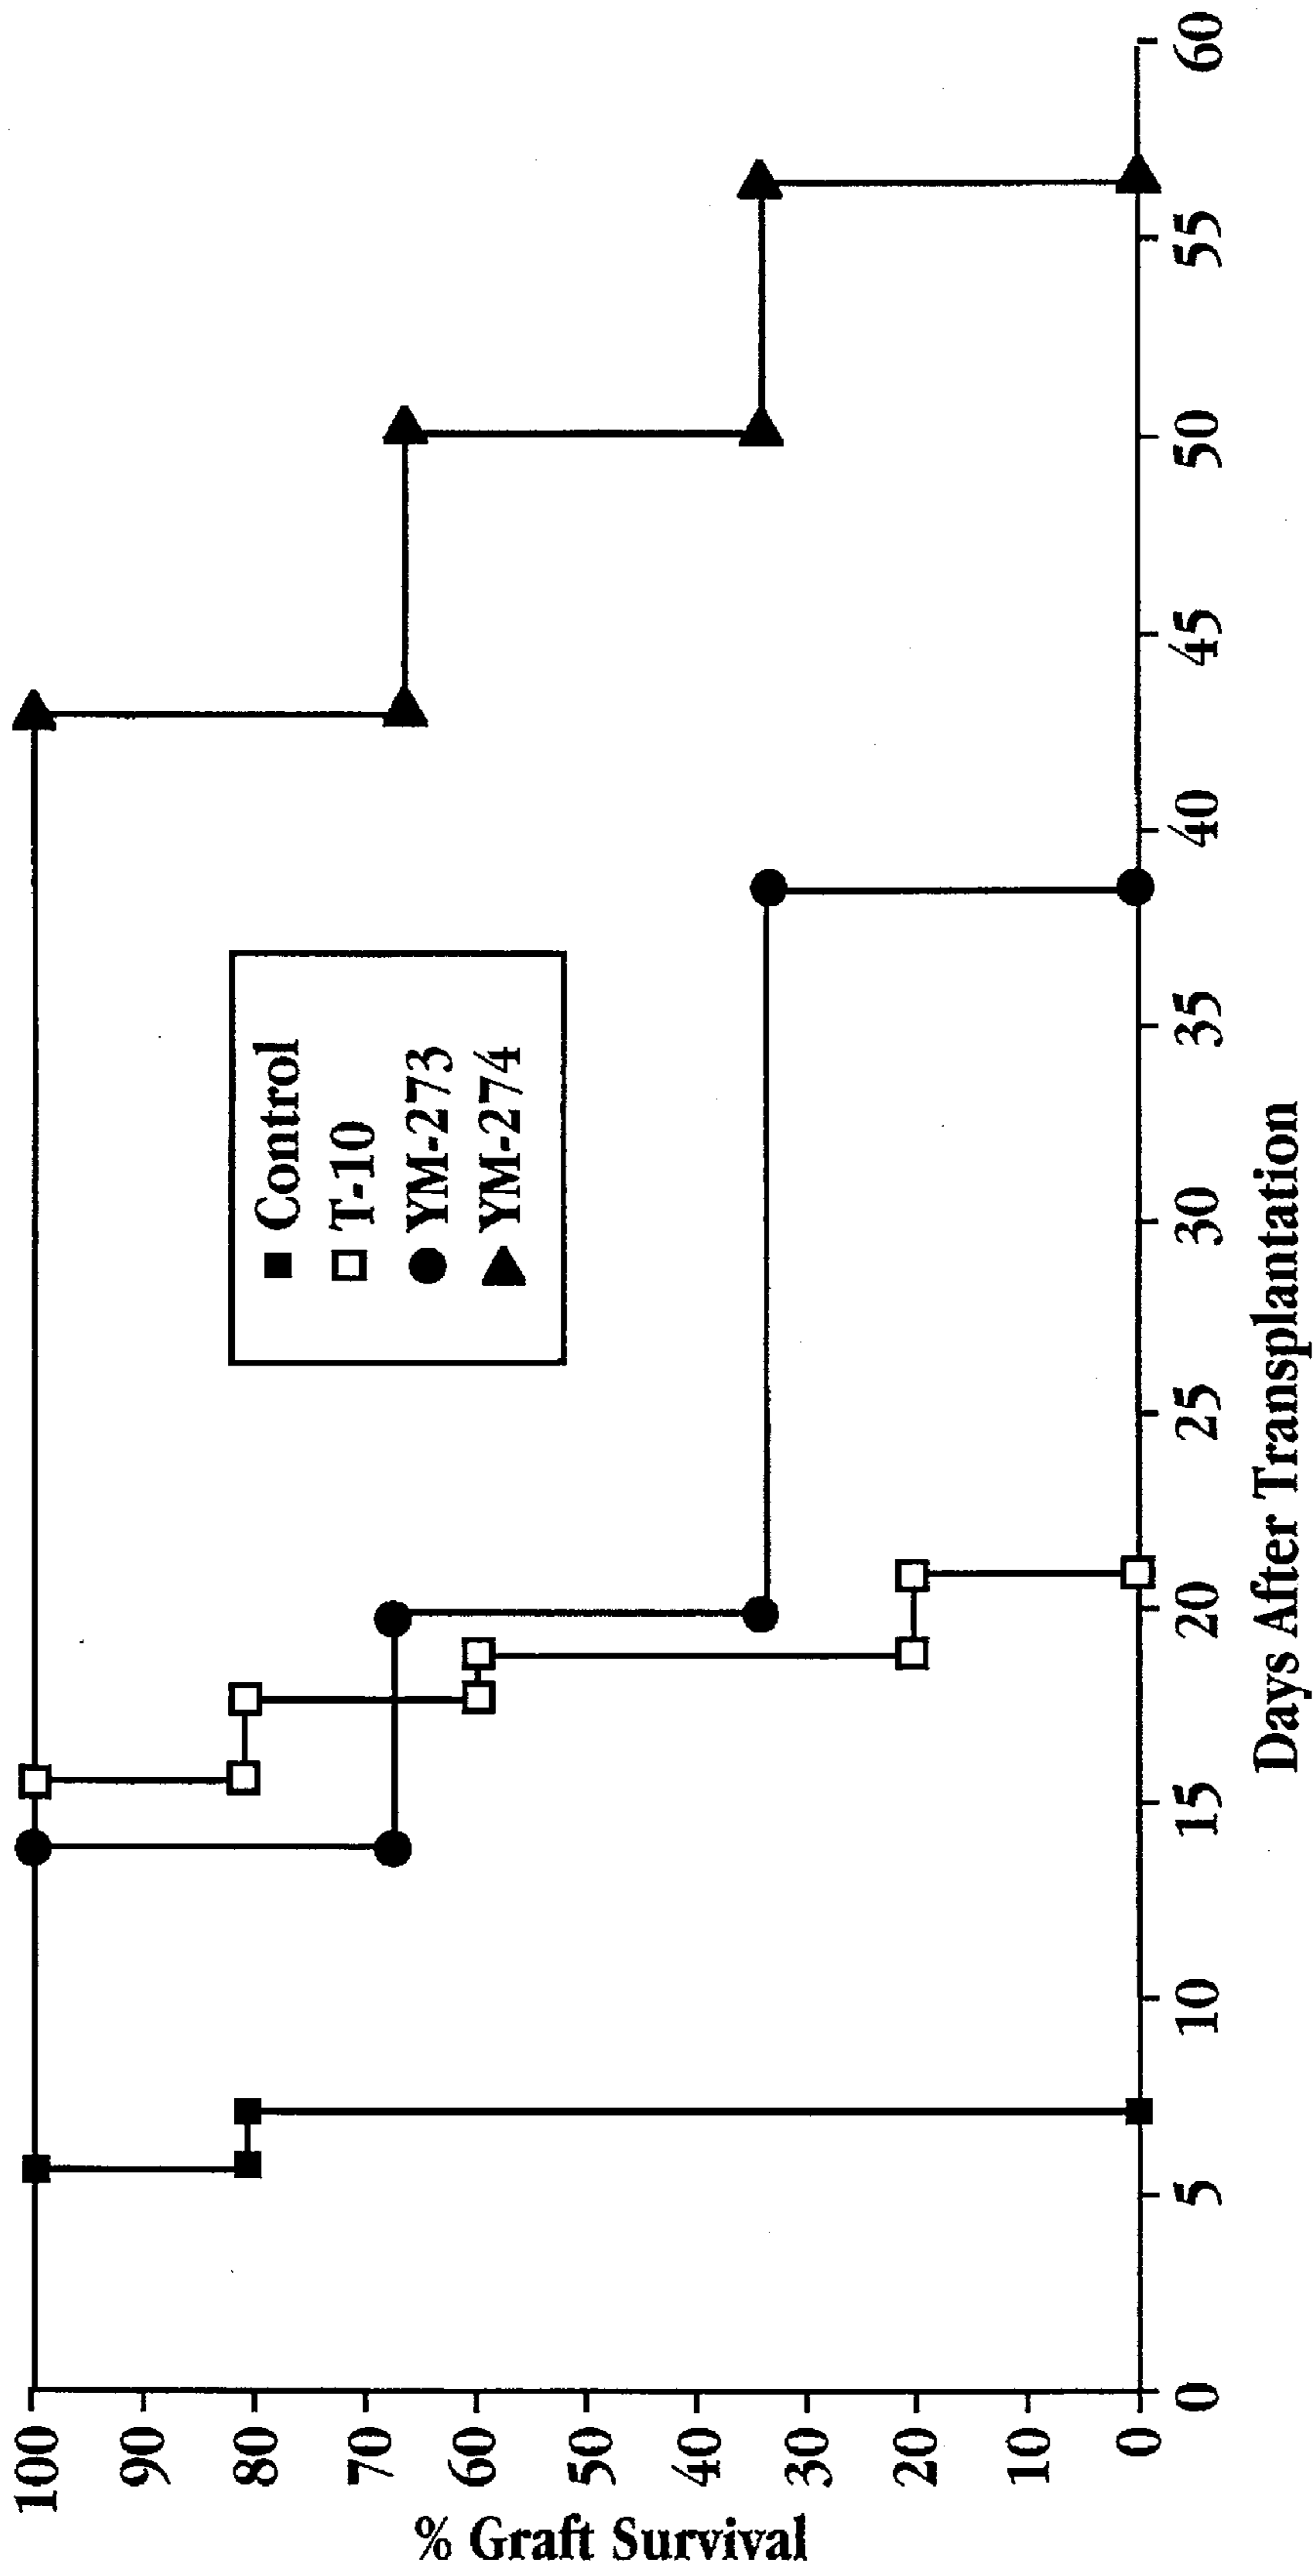 % Graft Survival
100
90
80
70
60
50
40
30
20
10
0
Control
T-10
YM-273
YM-274
0 5 10 15 20 25 30 35 40 45 50 55 60
Days After Transplantation